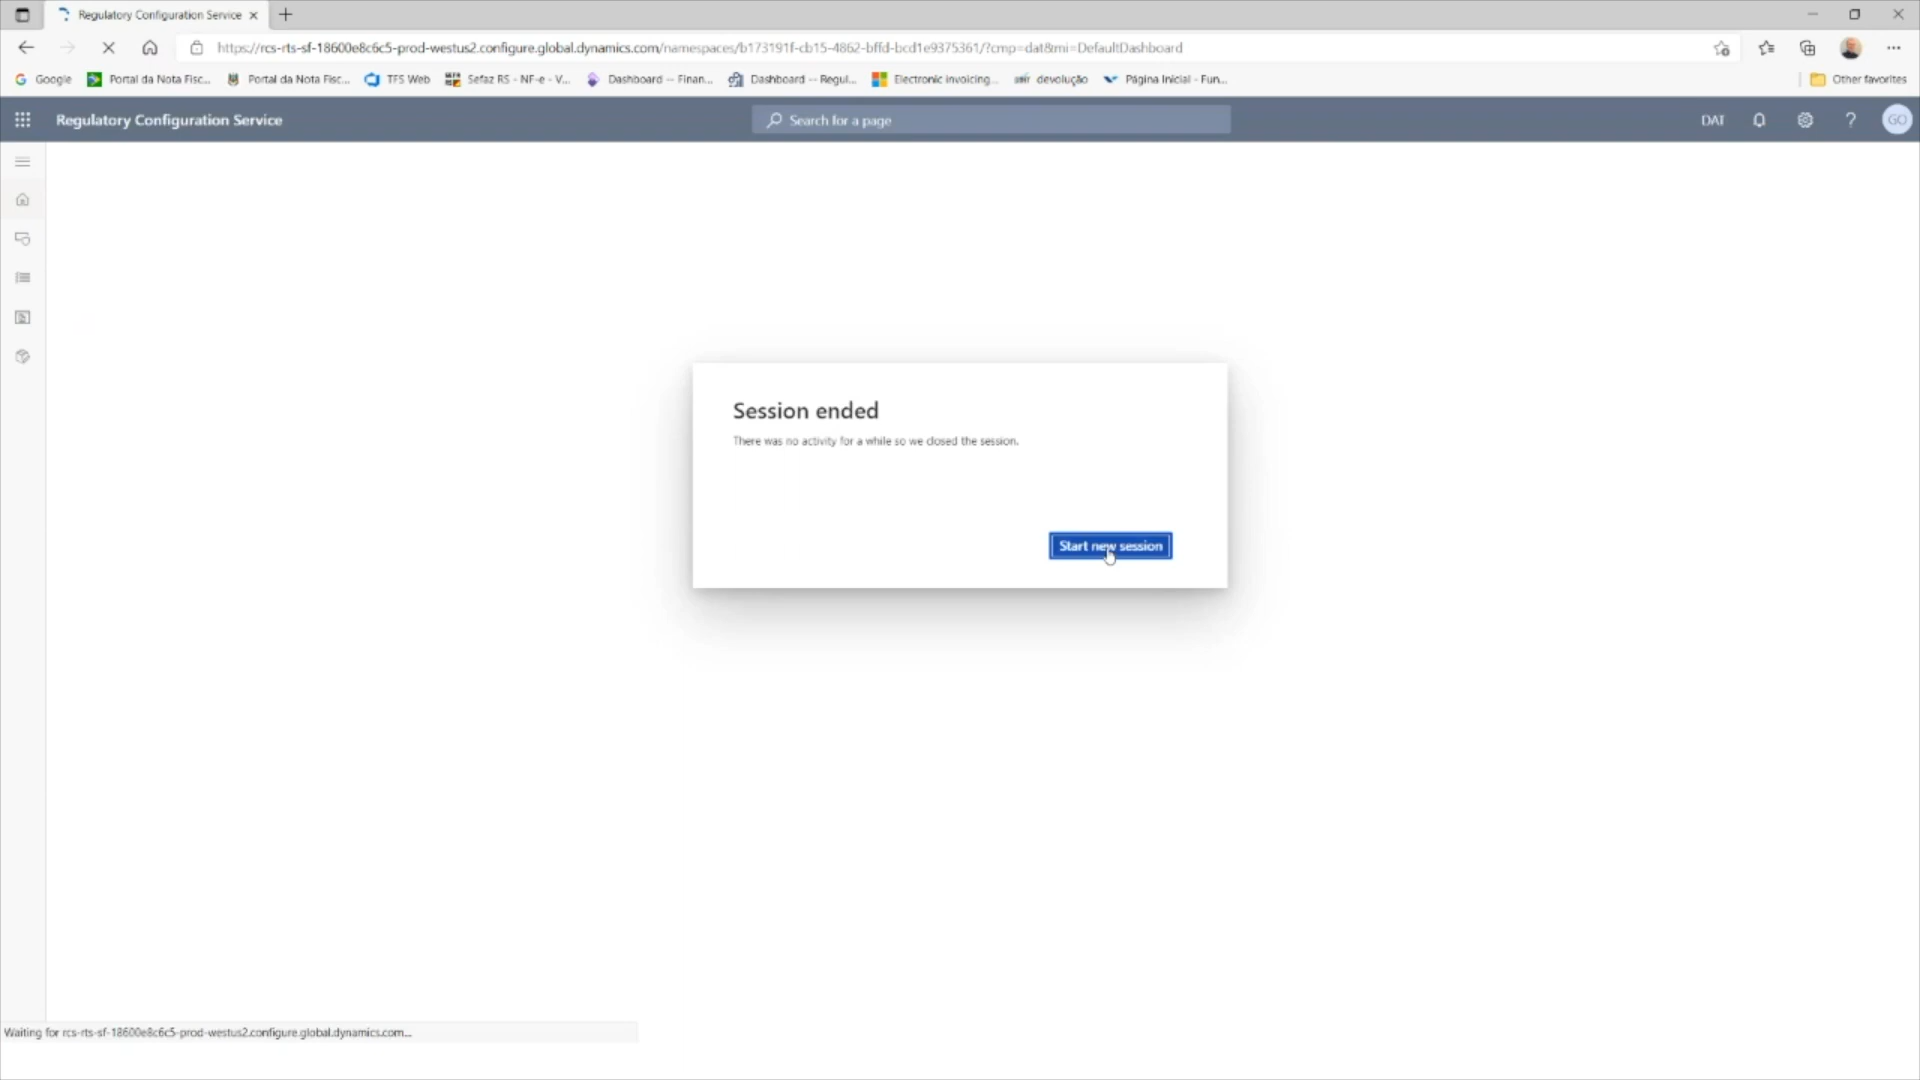 Regulatory Configuration Service
https://rcs-rts-sf-18600e8c6c5-prod-westus2.configure.global.dynamics.com/namespaces/b173191f-cb15-4862-bffd-bcd1e9375361/?cmp=dat&mi=DefaultDashboard
Google Portal da Nota Fisc... Portal da Nota Fisc... TFS Web Sefaz RS - NF-e - V... Dashboard -- Finan... Dashboard -- Regul... Electronic invoicing... devolução Página Inicial - Fun... Other favorites
Regulatory Configuration Service Search for a page DAT ? GO
Session ended
There was no activity for a while so we closed the session.
Start new session
Waiting for rcs-rts-sf-18600e8c6c5-prod-westus2.configure.global.dynamics.com...